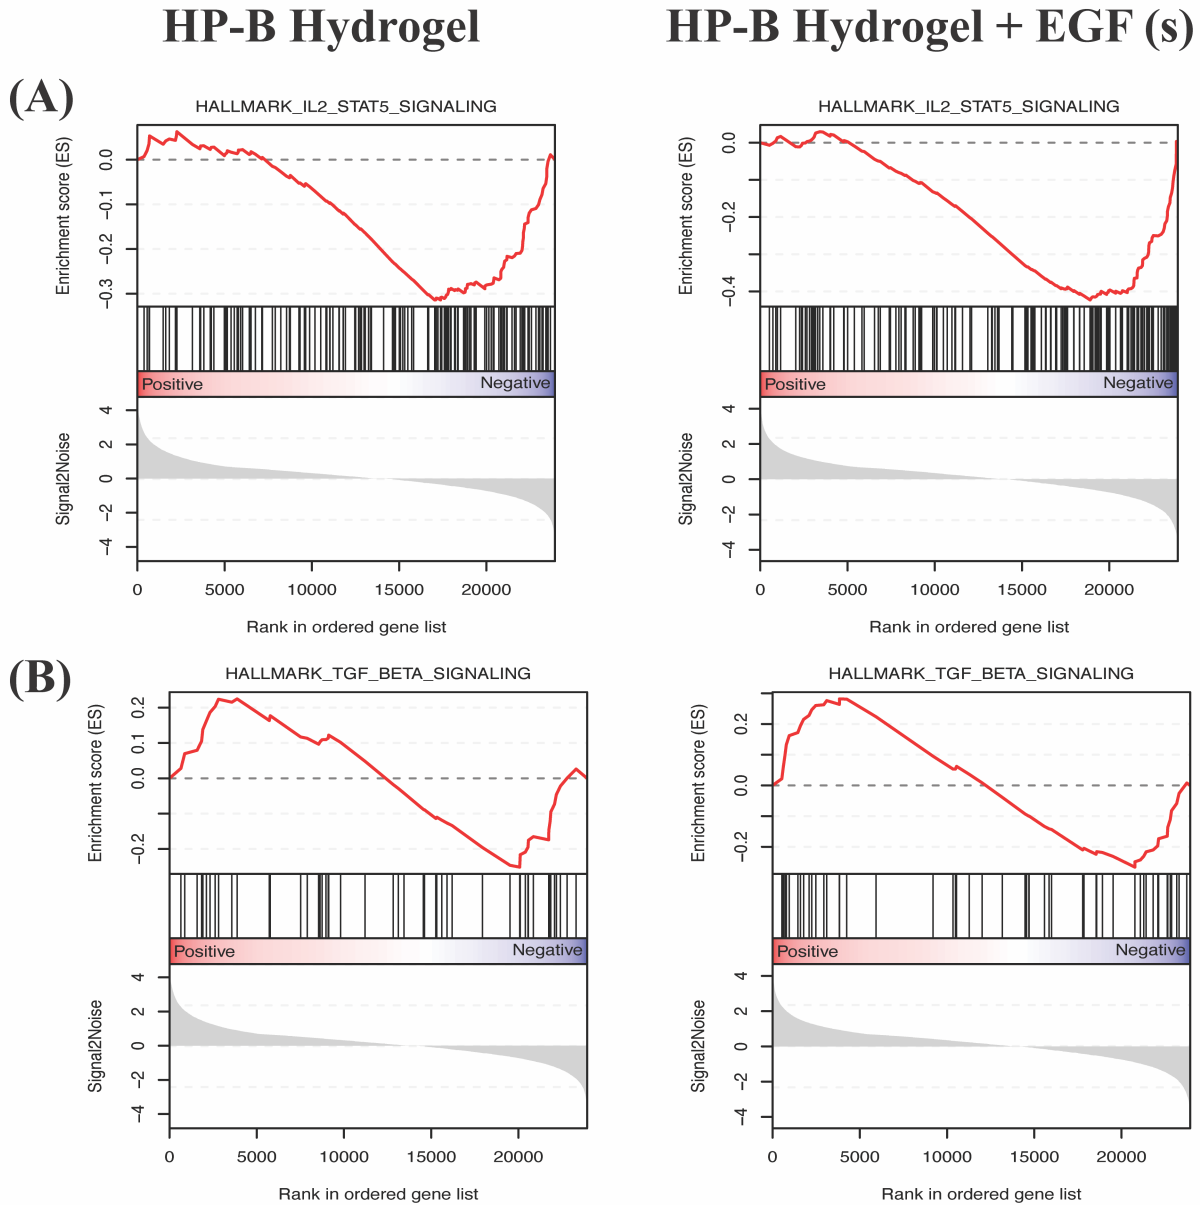 HP-B Hydrogel
HP-B Hydrogel + EGF (s)
(A)
HALLMARK_IL2_STAT5_SIGNALING
Enrichment score (ES)
0.0
−0.1
−0.2
−0.3
Positive
Negative
Signal2Noise
4
2
0
−2
−4
0
5000
10000
15000
20000
Rank in ordered gene list
HALLMARK_IL2_STAT5_SIGNALING
Enrichment score (ES)
0.0
−0.2
−0.4
Positive
Negative
Signal2Noise
4
2
0
−2
−4
0
5000
10000
15000
20000
Rank in ordered gene list
(B)
HALLMARK_TGF_BETA_SIGNALING
Enrichment score (ES)
0.2
0.1
0.0
−0.2
Positive
Negative
Signal2Noise
4
2
0
−2
−4
0
5000
10000
15000
20000
Rank in ordered gene list
HALLMARK_TGF_BETA_SIGNALING
Enrichment score (ES)
0.2
0.0
−0.2
Positive
Negative
Signal2Noise
4
2
0
−2
−4
0
5000
10000
15000
20000
Rank in ordered gene list